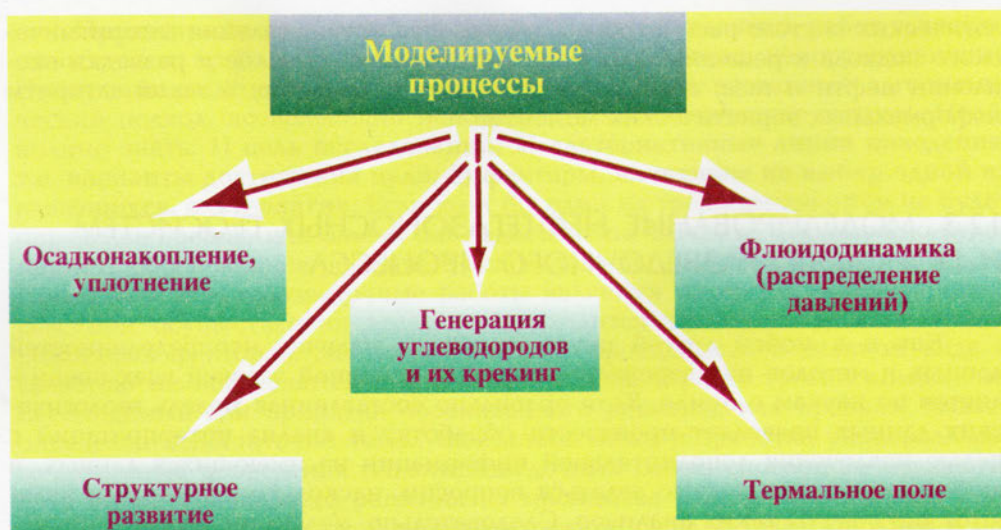 Моделируемые
процессы
Осадконакопление,
уплотнение
Флюидодинамика
(распределение
давлений)
Генерация
углеводородов
и их крекинг
Структурное
развитие
Термальное поле